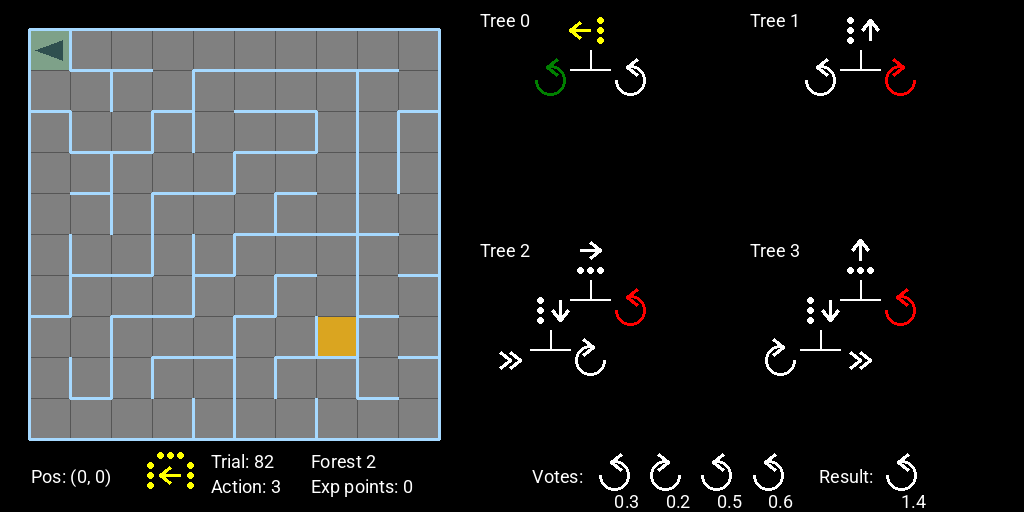 Tree 0
Tree 1
Tree 2
Tree 3
Pos: (0, 0)
Trial: 82
Forest 2
Action: 3
Exp points: 0
Votes:
0.3
0.2
0.5
0.6
Result:
1.4